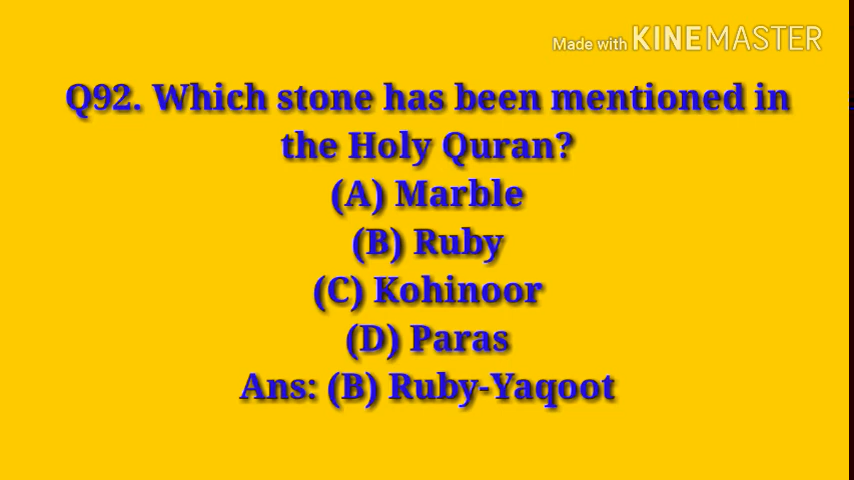 Made with KINEMASTER
Q92. Which stone has been mentioned in
the Holy Quran?
(A) Marble
(B) Ruby
(C) Kohinoor
(D) Paras
Ans: (B) Ruby-Yaqoot